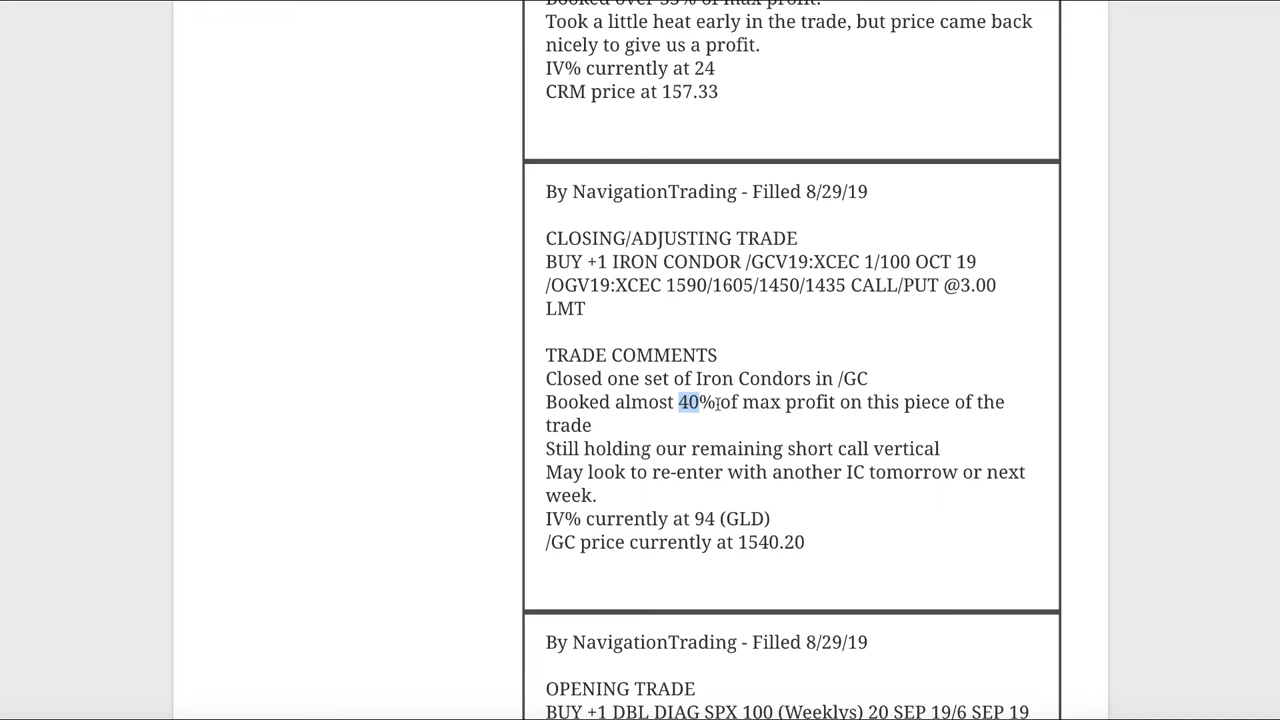 Booked over 35% of max profit.
Took a little heat early in the trade, but price came back
nicely to give us a profit.
IV% currently at 24
CRM price at 157.33
By NavigationTrading - Filled 8/29/19
CLOSING/ADJUSTING TRADE
BUY +1 IRON CONDOR /GCV19:XCEC 1/100 OCT 19
/OGV19:XCEC 1590/1605/1450/1435 CALL/PUT @3.00
LMT
TRADE COMMENTS
Closed one set of Iron Condors in /GC
Booked almost 40% of max profit on this piece of the
trade
Still holding our remaining short call vertical
May look to re-enter with another IC tomorrow or next
week.
IV% currently at 94 (GLD)
/GC price currently at 1540.20
By NavigationTrading - Filled 8/29/19
OPENING TRADE
BUY +1 DBL DIAG SPX 100 (Weeklys) 20 SEP 19/6 SEP 19